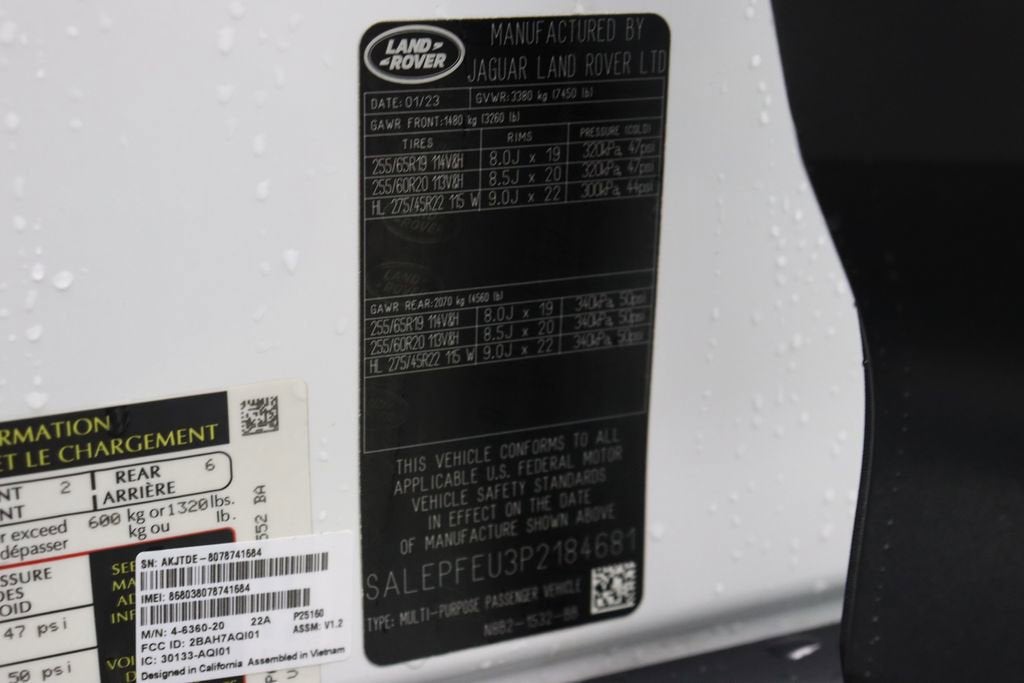 LAND-
-ROVER
MANUFACTURED BY
JAGUAR LAND ROVER LTD
DATE: 01/23 GVWR: 3380 kg (7450 lb)
GAWR FRONT: 1480 kg (3260 lb)
TIRES RIMS PRESSURE (COLD)
255/65R19 114V&H 8.0J x 19 320kPa, 47psi
255/60R20 113V&H 8.5J x 20 320kPa, 47psi
HL 275/45R22 115 W 9.0J x 22 300kPa, 44psi
GAWR REAR: 2070 kg (4560 lb)
255/65R19 114V&H 8.0J x 19 340kPa, 50psi
255/60R20 113V&H 8.5J x 20 340kPa, 50psi
HL 275/45R22 115 W 9.0J x 22 340kPa, 50psi
THIS VEHICLE CONFORMS TO ALL
APPLICABLE U.S. FEDERAL MOTOR
VEHICLE SAFETY STANDARDS
IN EFFECT ON THE DATE
OF MANUFACTURE SHOWN ABOVE
SALEPFEU3P2184681
TYPE: MULTI-PURPOSE PASSENGER VEHICLE
N8B2-1532-BB
RMATION
ET LE CHARGEMENT
NT 2 REAR 6
NT ARRIÈRE
r exceed 600 kg or 1320 lbs.
dépasser kg ou lb.
552 BA
SSURE
DES
OID
47 psi
50 psi
SEE
MA
AD
INF
VOI
SN: AKJTDE-8078741684
IMEI: 868038078741684
M/N: 4-6360-20 22A P25160
FCC ID: 2BAH7AQI01 ASSM: V1.2
IC: 30133-AQI01
Designed in California Assembled in Vietnam